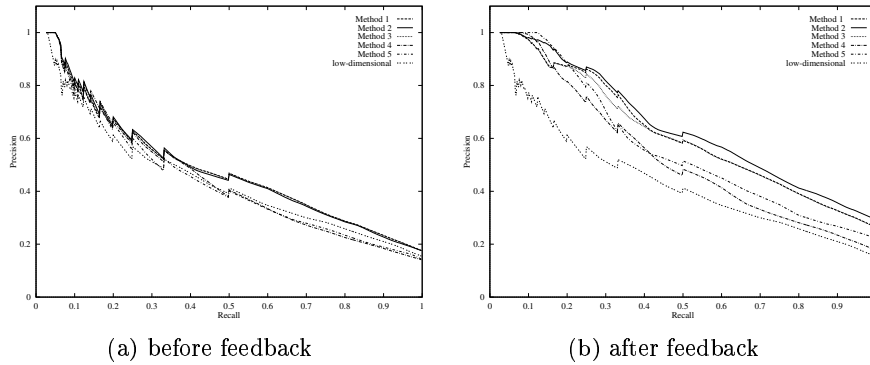 Method 1
Method 2
Method 3
Method 4
Method 5
low-dimensional
1
0.8
0.6
0.4
0.2
0
Precision
0 0.1 0.2 0.3 0.4 0.5 0.6 0.7 0.8 0.9 1
Recall
(a) before feedback
Method 1
Method 2
Method 3
Method 4
Method 5
low-dimensional
1
0.8
0.6
0.4
0.2
0
Precision
0 0.1 0.2 0.3 0.4 0.5 0.6 0.7 0.8 0.9
Recall
(b) after feedback